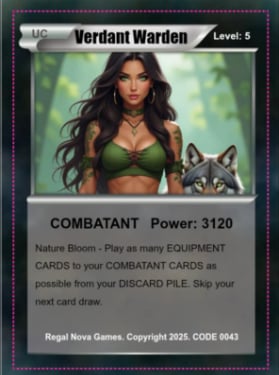 UC Verdant Warden Level: 5
COMBATANT Power: 3120
Nature Bloom - Play as many EQUIPMENT
CARDS to your COMBATANT CARDS as
possible from your DISCARD PILE. Skip your
next card draw.
Regal Nova Games. Copyright 2025. CODE 0043